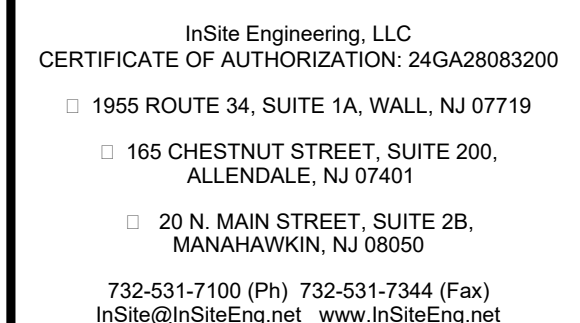 InSite Engineering, LLC
CERTIFICATE OF AUTHORIZATION: 24GA28083200
☐ 1955 ROUTE 34, SUITE 1A, WALL, NJ 07719
☐ 165 CHESTNUT STREET, SUITE 200,
ALLENDALE, NJ 07401
☐ 20 N. MAIN STREET, SUITE 2B,
MANAHAWKIN, NJ 08050
732-531-7100 (Ph) 732-531-7344 (Fax)
InSite@InSiteEng.net www.InSiteEng.net